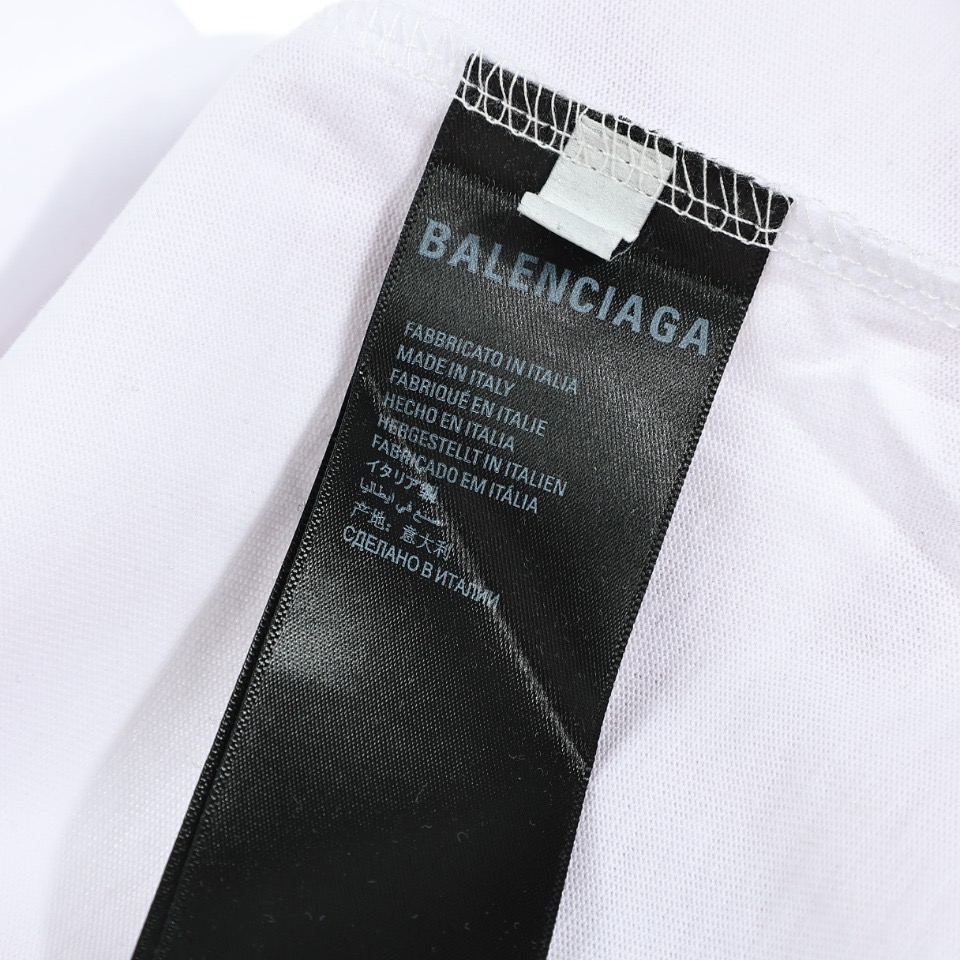 BALENCIAGA
FABBRICATO IN ITALIA
MADE IN ITALY
FABRIQUÉ EN ITALIE
HECHO EN ITALIA
HERGESTELLT IN ITALIEN
FABRICADO EM ITÁLIA
イタリア製
صنع في ايطاليا
产地: 意大利
СДЕЛАНО В ИТАЛИИ